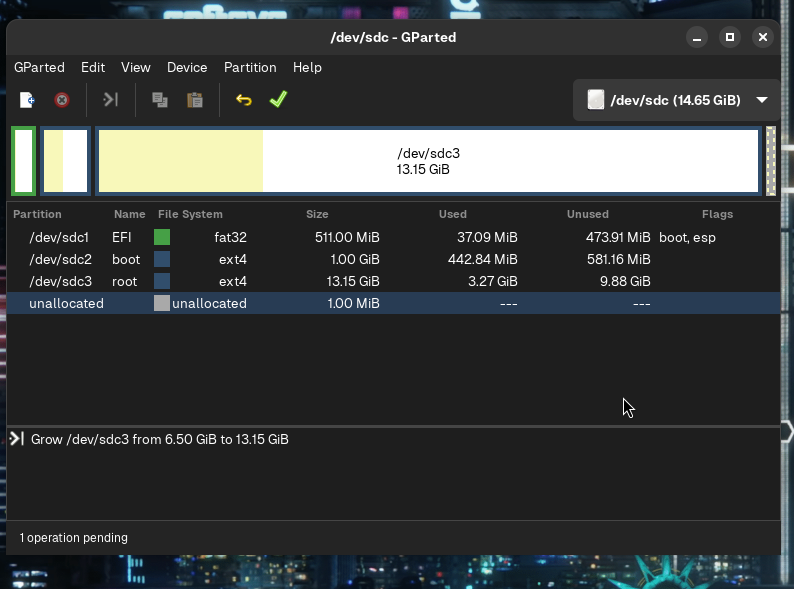 /dev/sdc - GParted
GParted Edit View Device Partition Help
/dev/sdc (14.65 GiB)
/dev/sdc3
13.15 GiB
Partition Name File System Size Used Unused Flags
/dev/sdc1 EFI fat32 511.00 MiB 37.09 MiB 473.91 MiB boot, esp
/dev/sdc2 boot ext4 1.00 GiB 442.84 MiB 581.16 MiB
/dev/sdc3 root ext4 13.15 GiB 3.27 GiB 9.88 GiB
unallocated unallocated 1.00 MiB --- ---
Grow /dev/sdc3 from 6.50 GiB to 13.15 GiB
1 operation pending